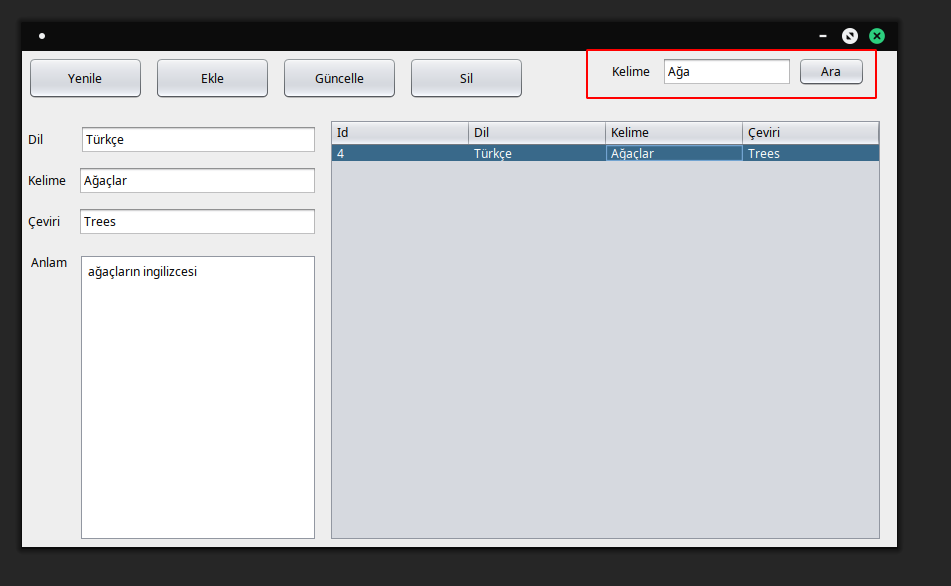 Yenile Ekle Güncelle Sil Kelime Ağa Ara
Dil Türkçe
Kelime Ağaçlar
Çeviri Trees
Anlam ağaçların ingilizcesi
Id Dil Kelime Çeviri
4 Türkçe Ağaçlar Trees